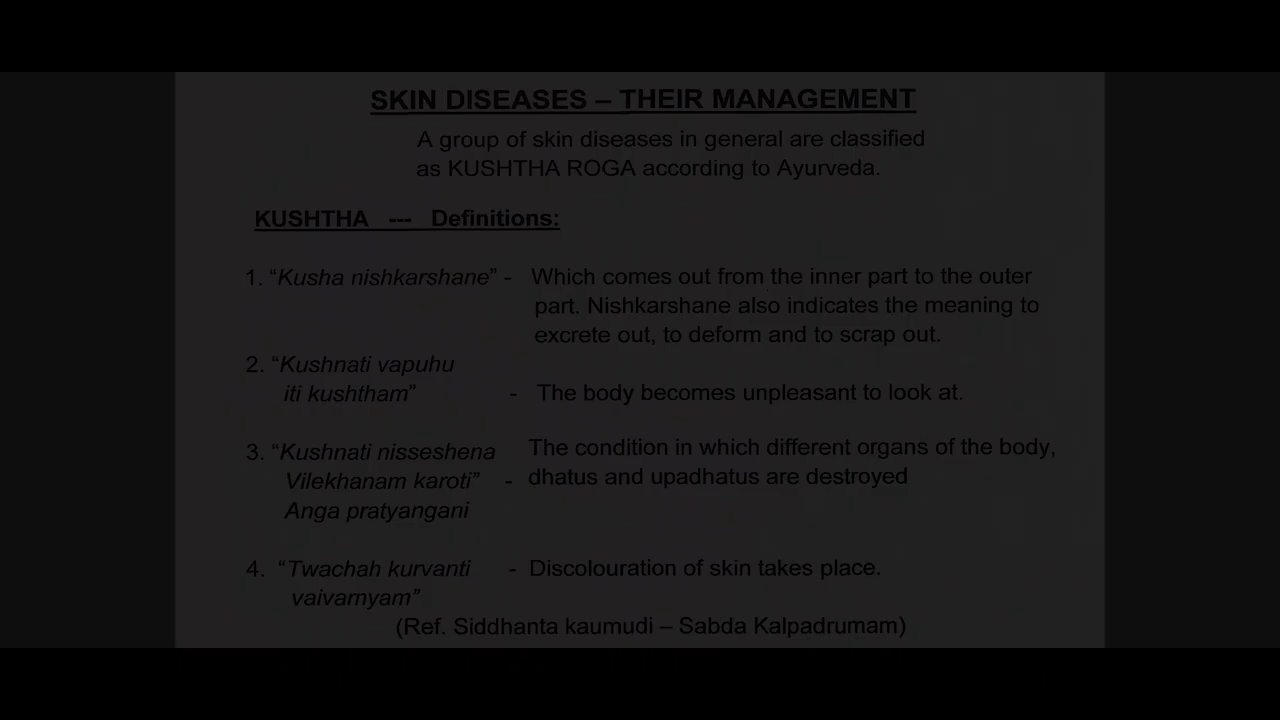 SKIN DISEASES – THEIR MANAGEMENT
A group of skin diseases in general are classified
as KUSHTHA ROGA according to Ayurveda.
KUSHTHA --- Definitions:
1. “Kusha nishkarshane” - Which comes out from the inner part to the outer
part. Nishkarshane also indicates the meaning to
excrete out, to deform and to scrap out.
2. “Kushnati vapuhu
iti kushtham” - The body becomes unpleasant to look at.
3. “Kushnati nisseshena The condition in which different organs of the body,
Vilekhanam karoti” - dhatus and upadhatus are destroyed
Anga pratyangani
4. “Twachah kurvanti - Discolouration of skin takes place.
vaivarnyam”
(Ref. Siddhanta kaumudi – Sabda Kalpadrumam)